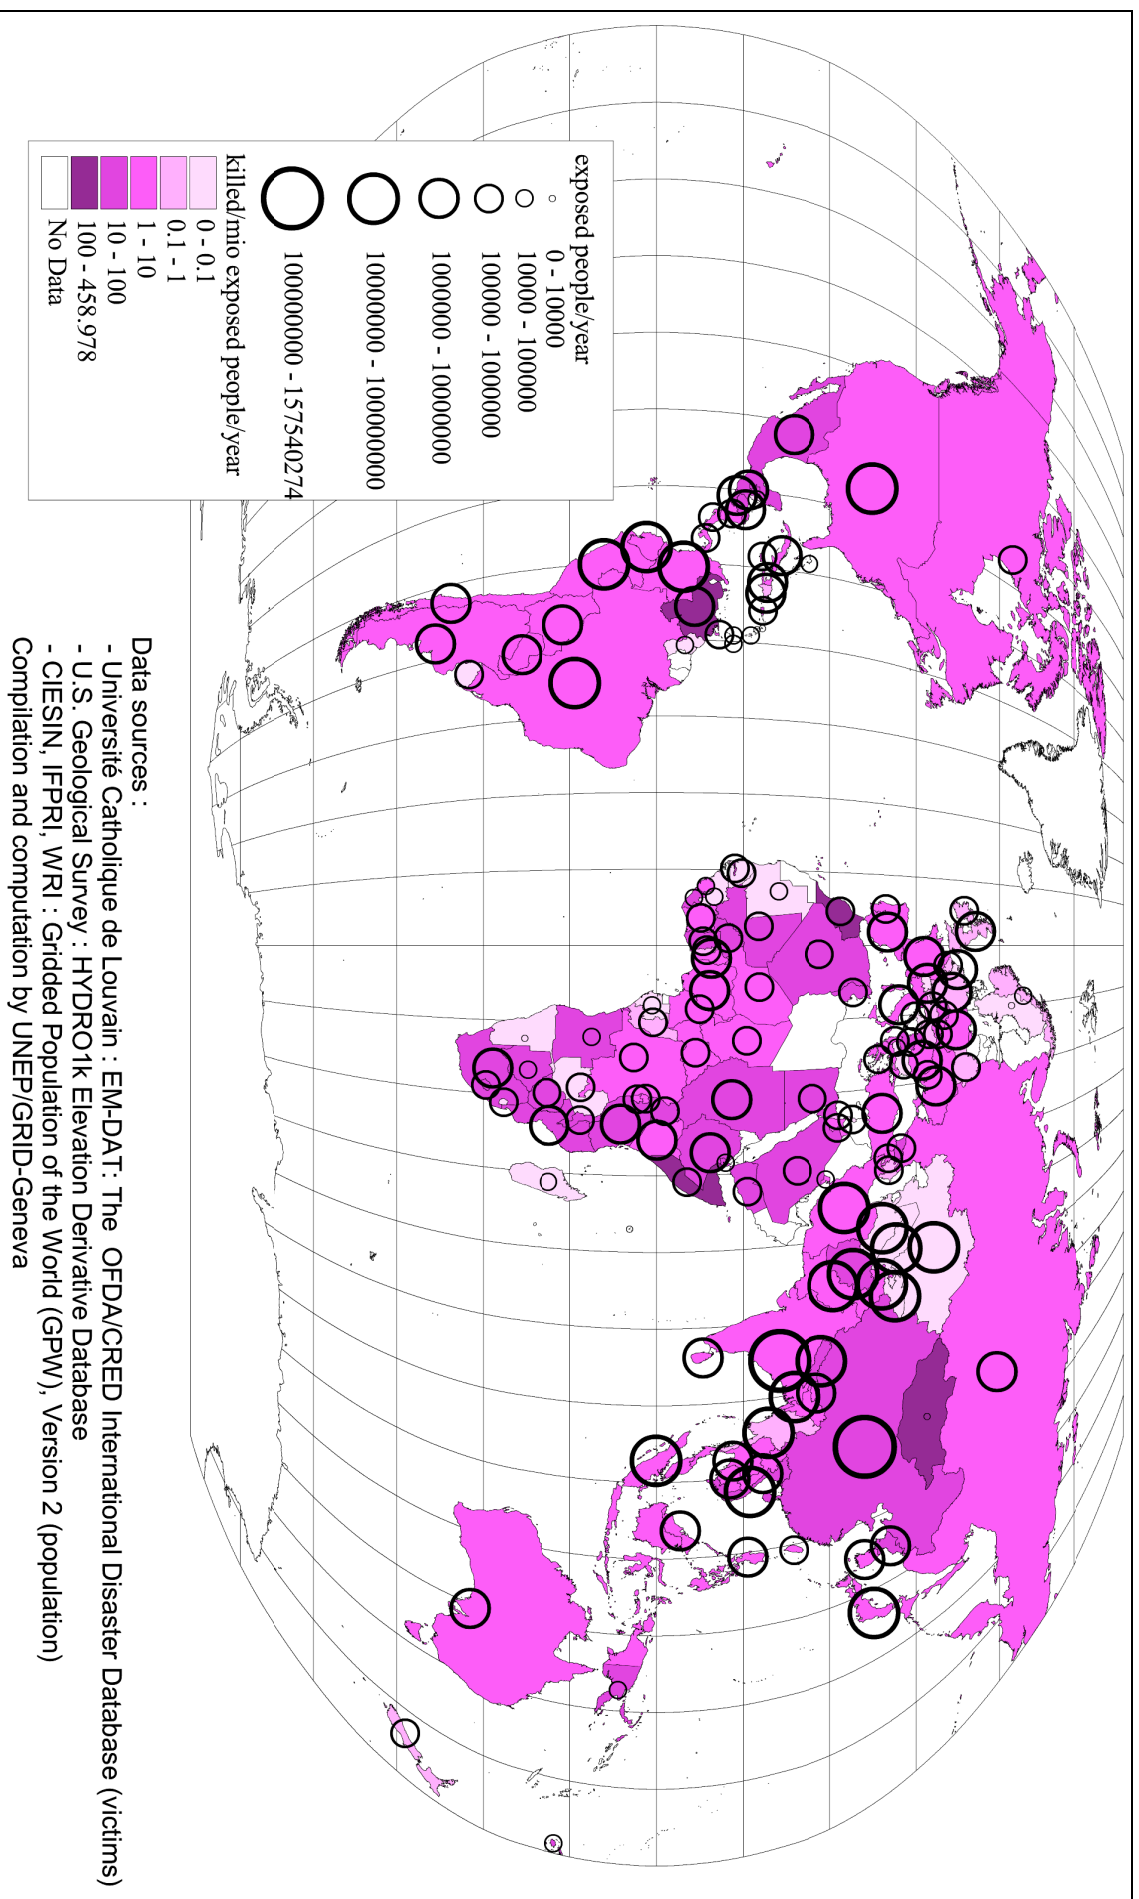 exposed people/year
0 - 10000
10000 - 100000
100000 - 1000000
1000000 - 10000000
10000000 - 100000000
100000000 - 157540274
killed/mio exposed people/year
0 - 0.1
0.1 - 1
1 - 10
10 - 100
100 - 458.978
No Data
Data sources :
- Université Catholique de Louvain : EM-DAT: The OFDA/CRED International Disaster Database (victims)
- U.S. Geological Survey : HYDRO1k Elevation Derivative Database
- CIESIN, IFPRI, WRI : Gridded Population of the World (GPW), Version 2 (population)
Compilation and computation by UNEP/GRID-Geneva